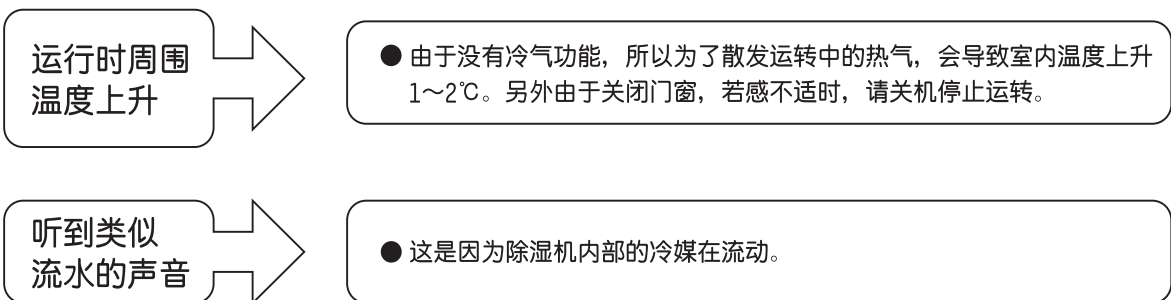 运行时周围
温度上升
● 由于没有冷气功能，所以为了散发运转中的热气，会导致室内温度上升
1～2℃。另外由于关闭门窗，若感不适时，请关机停止运转。
听到类似
流水的声音
● 这是因为除湿机内部的冷媒在流动。